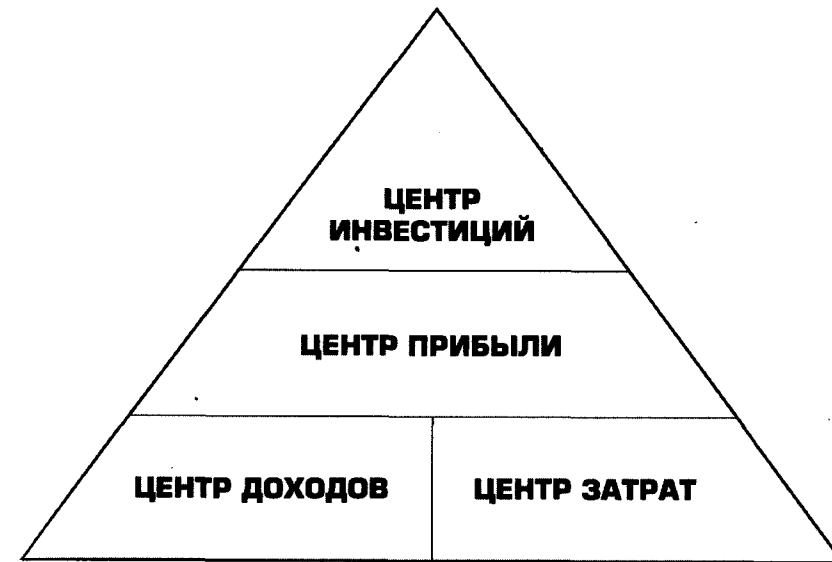 ЦЕНТР
ИНВЕСТИЦИЙ
ЦЕНТР ПРИБЫЛИ
ЦЕНТР ДОХОДОВ
ЦЕНТР ЗАТРАТ